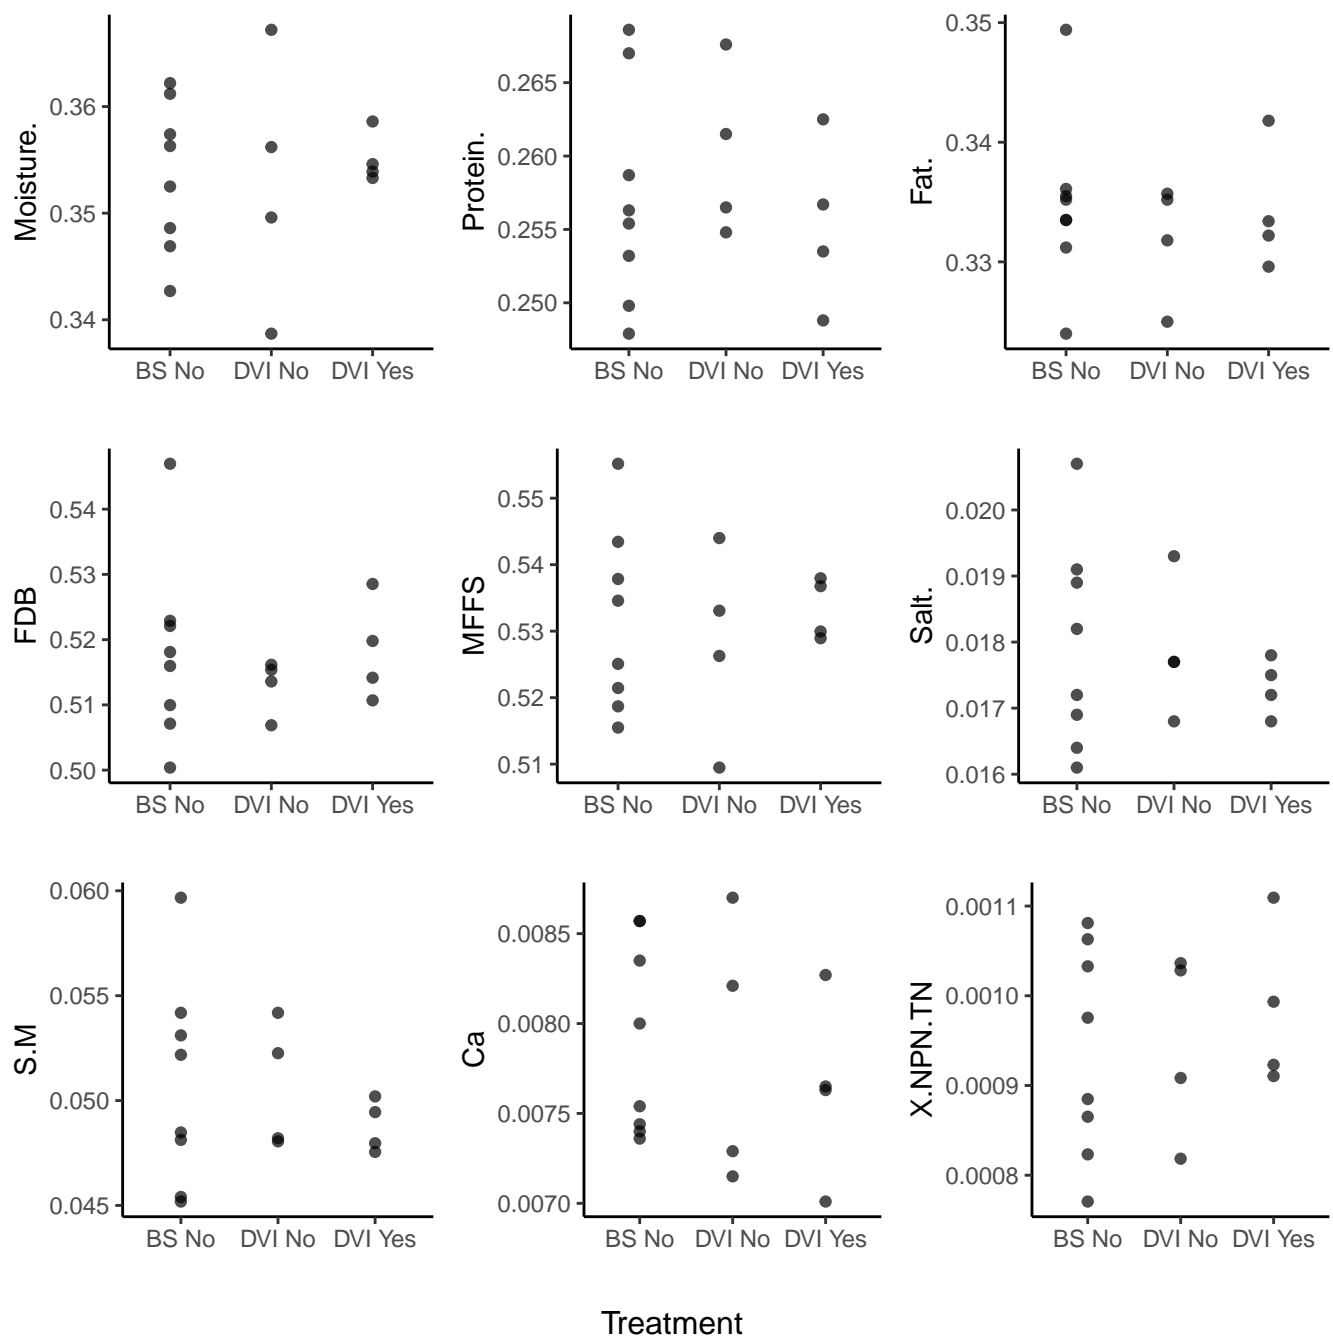 Moisture.
0.36
0.35
0.34
BS No DVI No DVI Yes
Protein.
0.265
0.260
0.255
0.250
BS No DVI No DVI Yes
Fat.
0.35
0.34
0.33
BS No DVI No DVI Yes
FDB
0.54
0.53
0.52
0.51
0.50
BS No DVI No DVI Yes
MFFS
0.55
0.54
0.53
0.52
0.51
BS No DVI No DVI Yes
Salt.
0.020
0.019
0.018
0.017
0.016
BS No DVI No DVI Yes
S.M
0.060
0.055
0.050
0.045
BS No DVI No DVI Yes
Ca
0.0085
0.0080
0.0075
0.0070
BS No DVI No DVI Yes
X.NPN.TN
0.0011
0.0010
0.0009
0.0008
BS No DVI No DVI Yes
Treatment